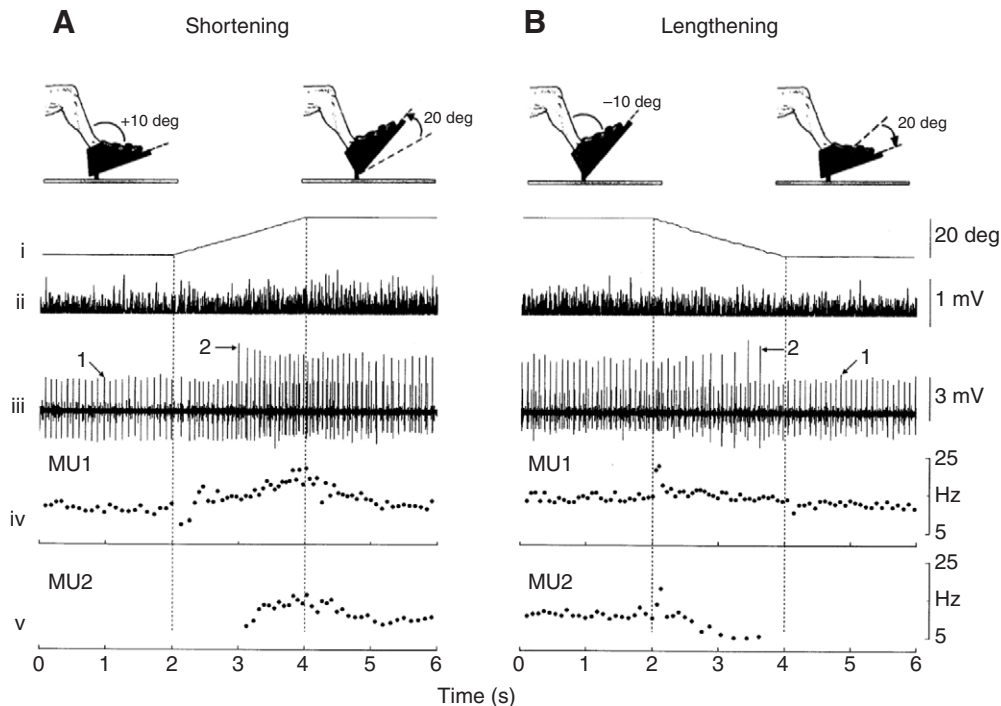 A Shortening
B Lengthening
+10 deg
20 deg
–10 deg
20 deg
i
20 deg
ii
1 mV
1
2
2
1
iii
3 mV
MU1
MU1
25
Hz
5
iv
MU2
MU2
25
Hz
5
v
0 1 2 3 4 5 6
0 1 2 3 4 5 6
Time (s)